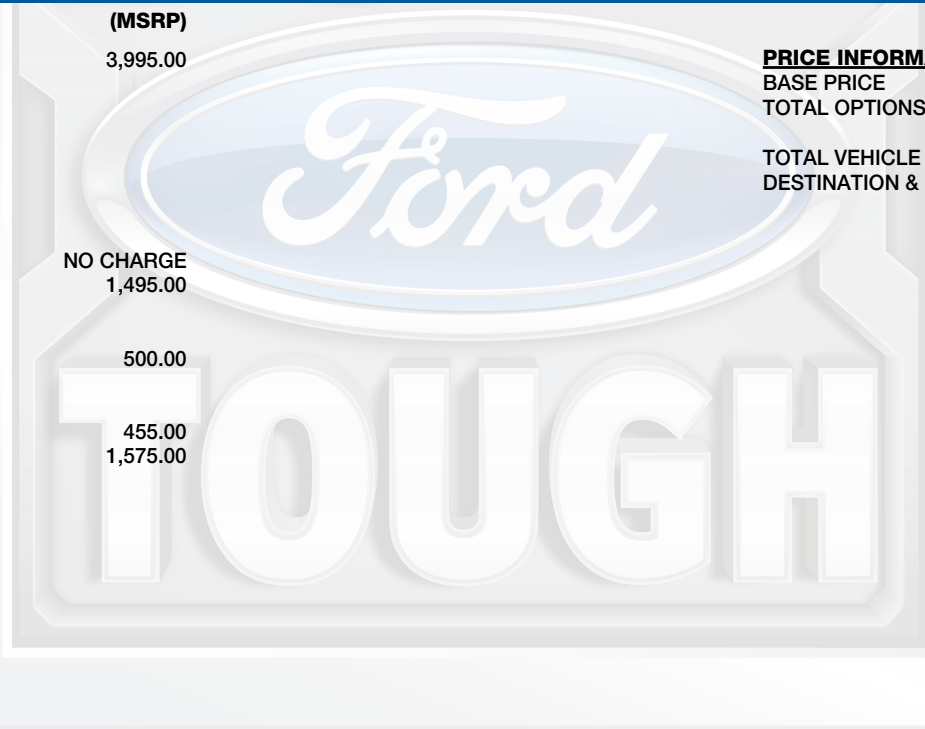 (MSRP)
3,995.00
NO CHARGE
1,495.00
500.00
455.00
1,575.00
PRICE INFORM
BASE PRICE
TOTAL OPTIONS
TOTAL VEHICLE
DESTINATION &
Ford
TOUGH